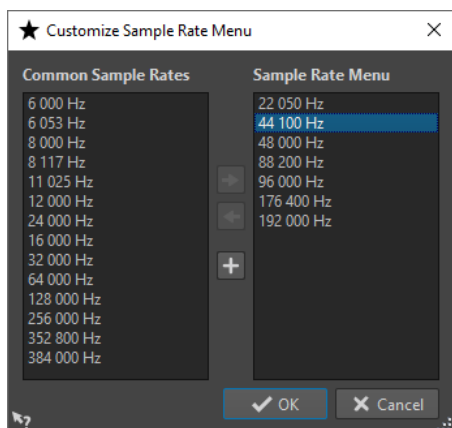 Customize Sample Rate Menu
Common Sample Rates
6 000 Hz
6 053 Hz
8 000 Hz
8 117 Hz
11 025 Hz
12 000 Hz
24 000 Hz
16 000 Hz
32 000 Hz
64 000 Hz
128 000 Hz
256 000 Hz
352 800 Hz
384 000 Hz
Sample Rate Menu
22 050 Hz
44 100 Hz
48 000 Hz
88 200 Hz
96 000 Hz
176 400 Hz
192 000 Hz
OK
Cancel
?